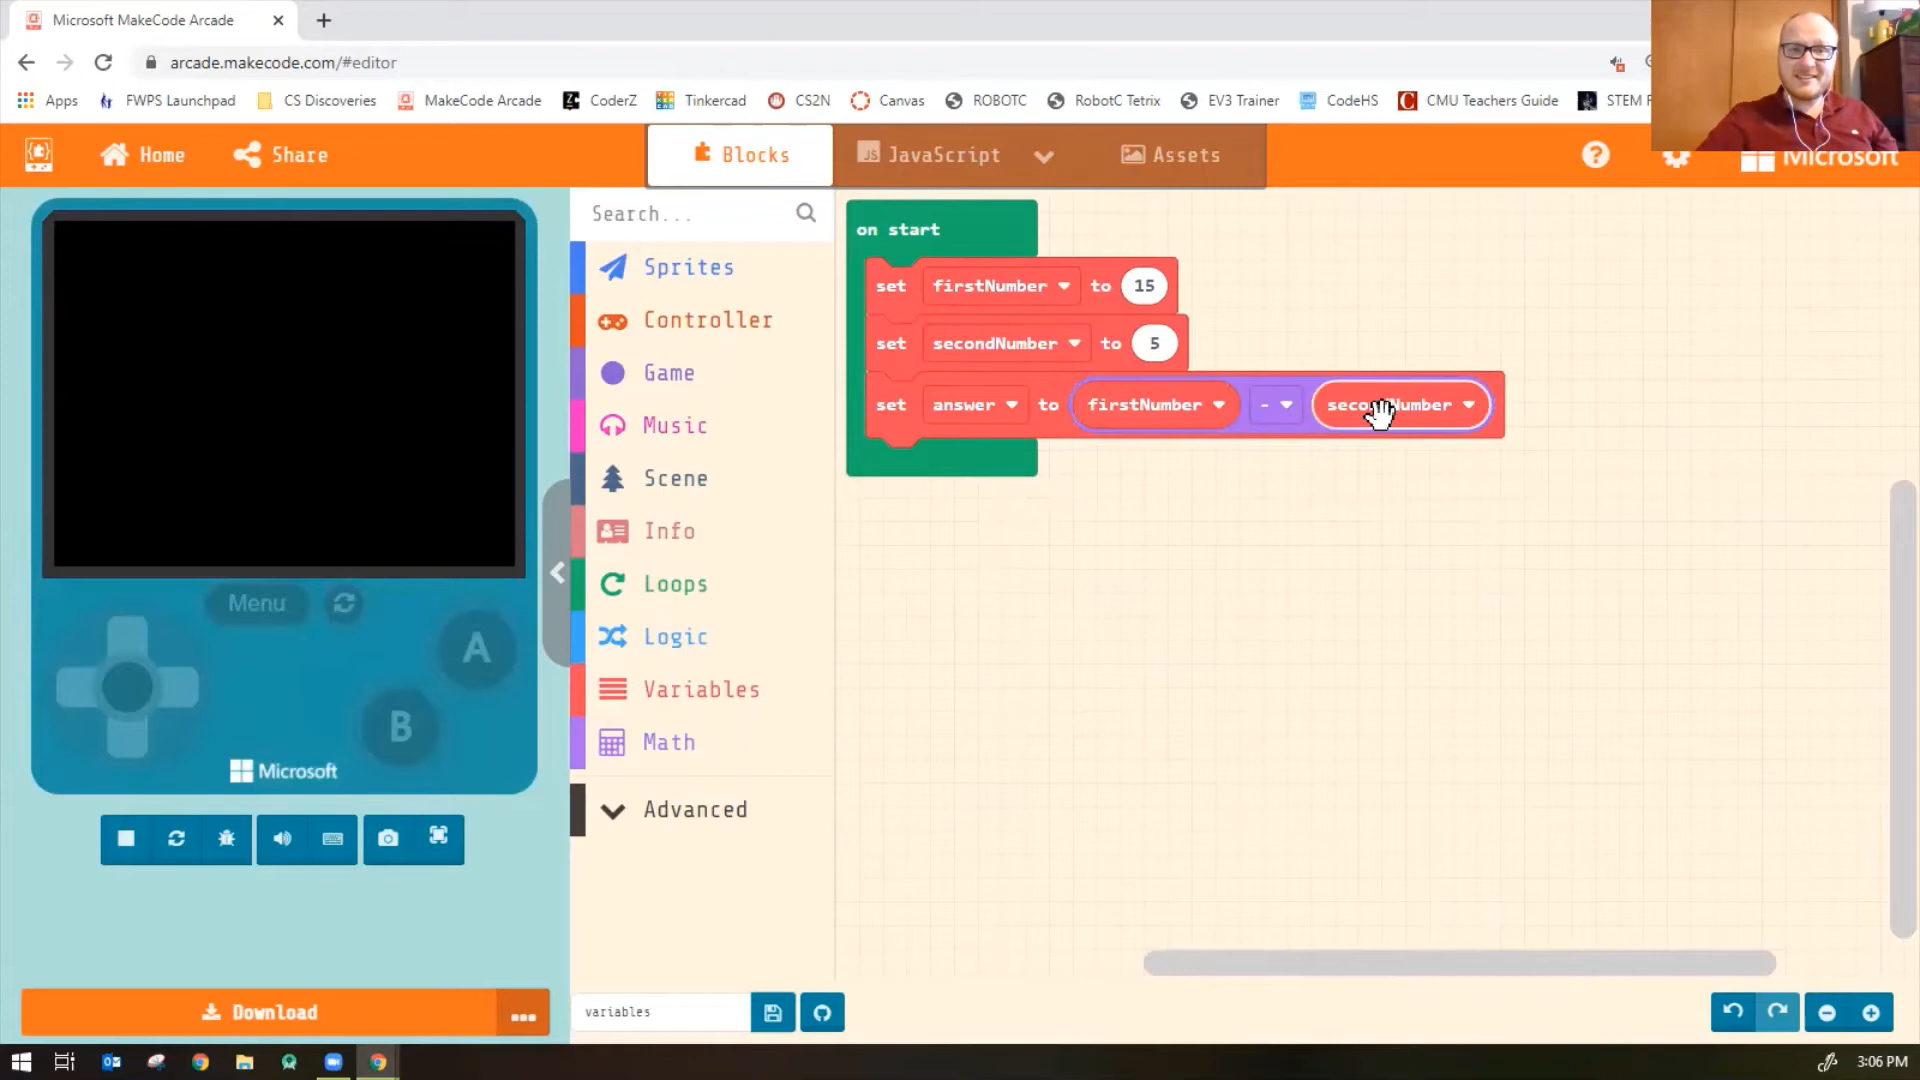 Microsoft MakeCode Arcade
arcade.makecode.com/#editor
Apps FWPS Launchpad CS Discoveries MakeCode Arcade CoderZ Tinkercad CS2N Canvas ROBOTC RobotC Tetrix EV3 Trainer CodeHS CMU Teachers Guide STEM
Home Share Blocks JS JavaScript Assets ? Microsoft
Search...
Sprites
Controller
Game
Music
Scene
Info
Loops
Logic
Variables
Math
Advanced
on start
set firstNumber to 15
set secondNumber to 5
set answer to firstNumber - secondNumber
Menu
A
B
Microsoft
Download ...
variables
3:06 PM